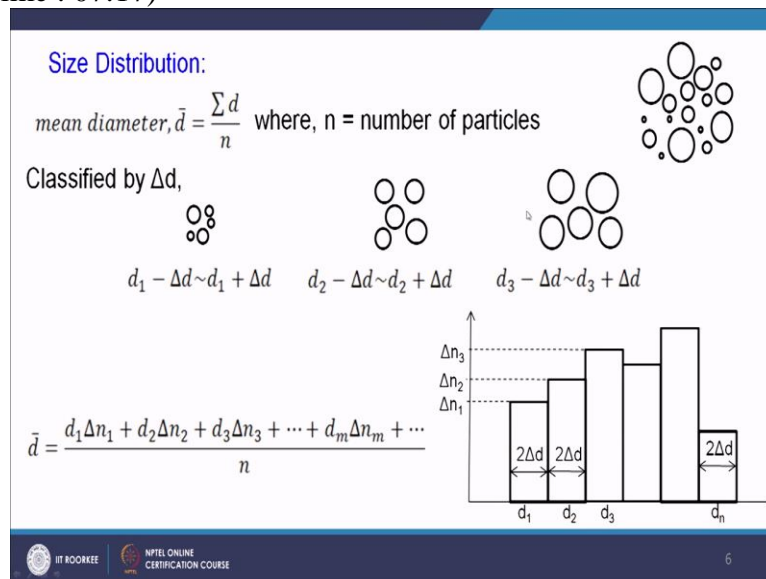 Size Distribution:
mean diameter, d̄ = ∑ d / n where, n = number of particles
Classified by Δd,
d₁ − Δd~d₁ + Δd d₂ − Δd~d₂ + Δd d₃ − Δd~d₃ + Δd
Δn₃
Δn₂
Δn₁
d̄ = (d₁Δn₁ + d₂Δn₂ + d₃Δn₃ + ⋯ + dₘΔnₘ + ⋯) / n
2Δd 2Δd 2Δd
d₁ d₂ d₃ dₙ
IIT ROORKEE NPTEL ONLINE
CERTIFICATION COURSE
6